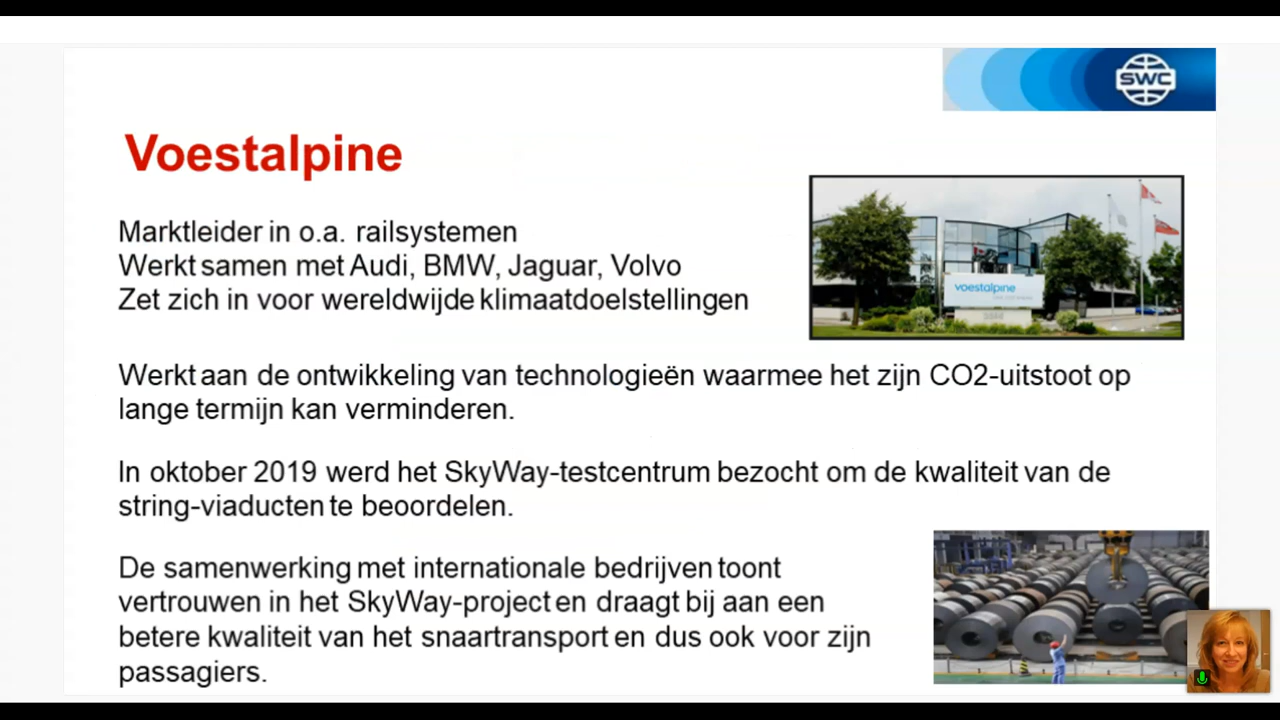 SWC
Voestalpine
Marktleider in o.a. railsystemen
Werkt samen met Audi, BMW, Jaguar, Volvo
Zet zich in voor wereldwijde klimaatdoelstellingen
voestalpine
Werkt aan de ontwikkeling van technologieën waarmee het zijn CO2-uitstoot op
lange termijn kan verminderen.
In oktober 2019 werd het SkyWay-testcentrum bezocht om de kwaliteit van de
string-viaducten te beoordelen.
De samenwerking met internationale bedrijven toont
vertrouwen in het SkyWay-project en draagt bij aan een
betere kwaliteit van het snaartransport en dus ook voor zijn
passagiers.